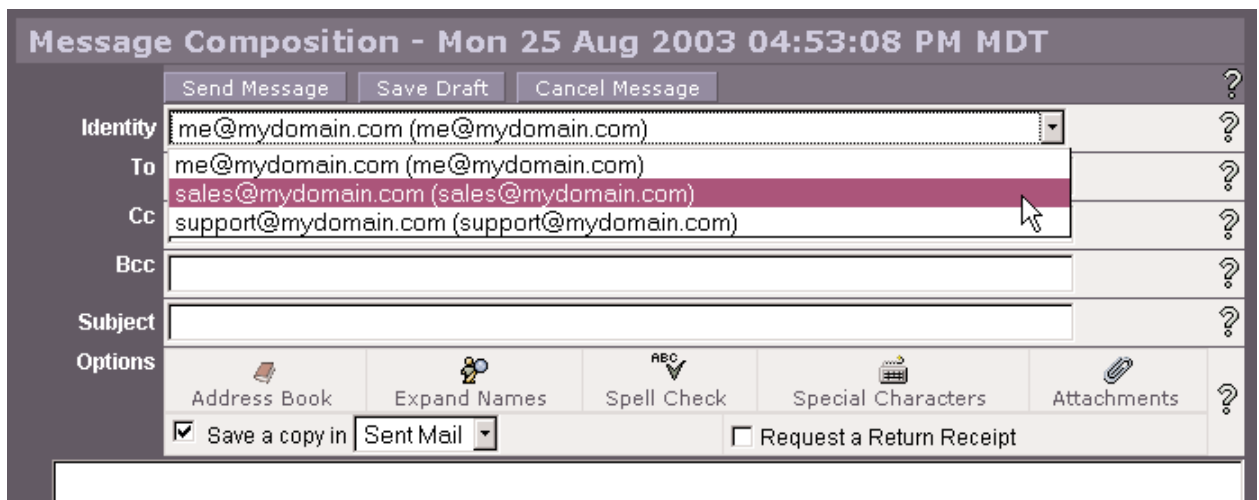 Message Composition - Mon 25 Aug 2003 04:53:08 PM MDT
Send Message Save Draft Cancel Message ?
Identity me@mydomain.com (me@mydomain.com) ?
To me@mydomain.com (me@mydomain.com) ?
sales@mydomain.com (sales@mydomain.com)
Cc support@mydomain.com (support@mydomain.com) ?
Bcc ?
Subject ?
Options ABC
Address Book Expand Names Spell Check Special Characters Attachments ?
Save a copy in Sent Mail Request a Return Receipt